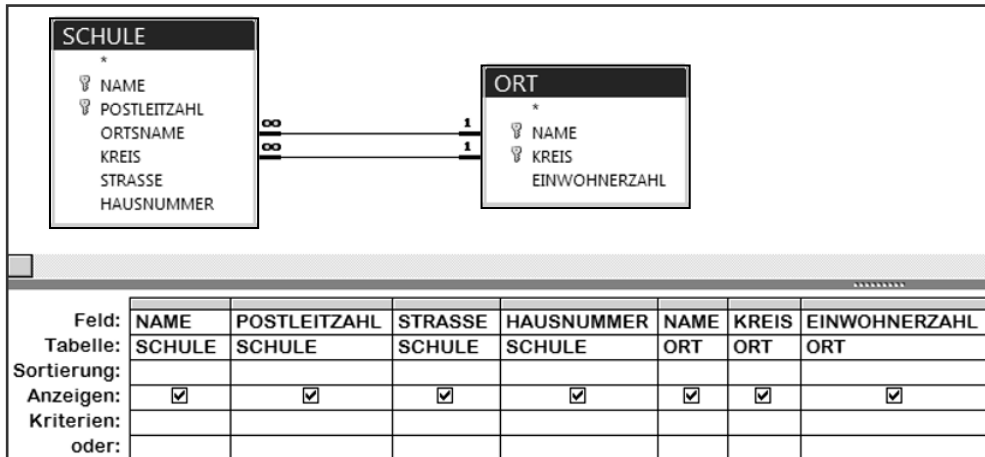 SCHULE
*
NAME
POSTLEITZAHL
ORTSNAME
KREIS
STRASSE
HAUSNUMMER
∞ 1
∞ 1
ORT
*
NAME
KREIS
EINWOHNERZAHL
Feld: NAME POSTLEITZAHL STRASSE HAUSNUMMER NAME KREIS EINWOHNERZAHL
Tabelle: SCHULE SCHULE SCHULE SCHULE ORT ORT ORT
Sortierung:
Anzeigen:
Kriterien:
oder: